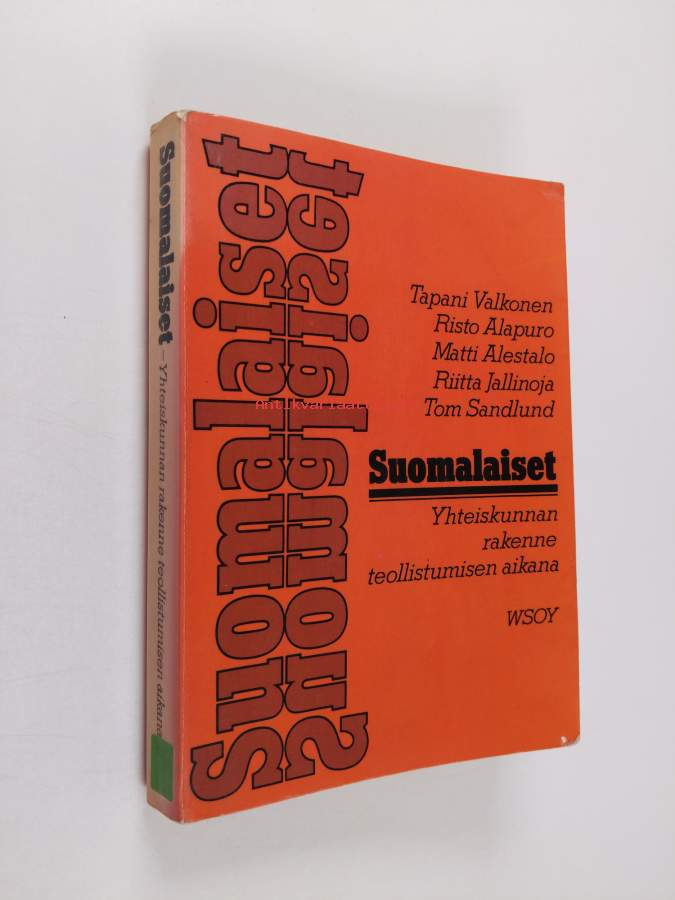 Suomalaiset – Yhteiskunnan rakenne teollistumisen aikana
Suomalaiset
Suomalaiset
Tapani Valkonen
Risto Alapuro
Matti Alestalo
Riitta Jallinoja
Tom Sandlund
Suomalaiset
Yhteiskunnan
rakenne
teollistumisen aikana
WSOY